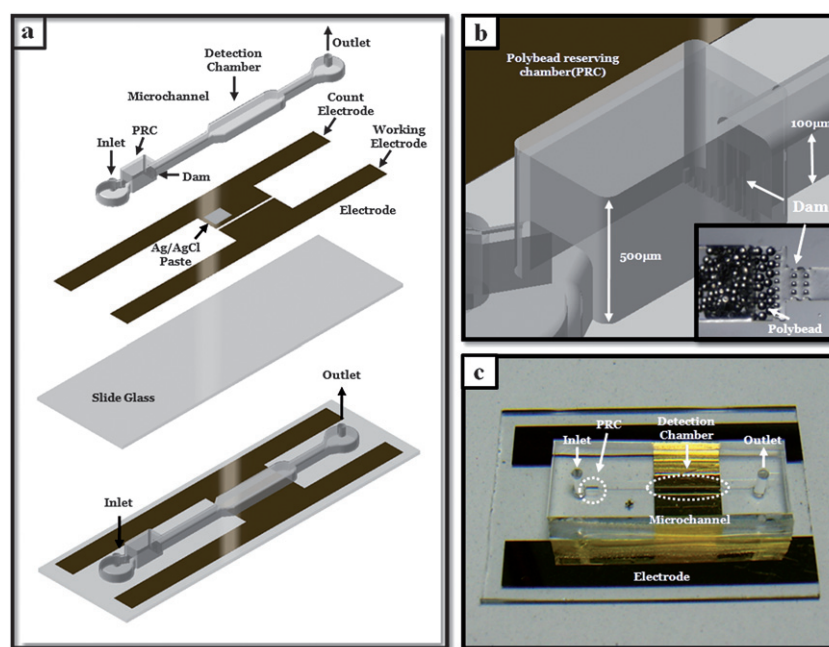 a
Outlet
Detection
Chamber
Microchannel
Count
Electrode
PRC
Inlet
Working
Electrode
Dam
Electrode
Ag/AgCl
Paste
Slide Glass
Outlet
Inlet
b
Polybead reserving
chamber(PRC)
100μm
Dam
500μm
Polybead
c
Detection
Chamber
PRC
Inlet
Outlet
Microchannel
Electrode